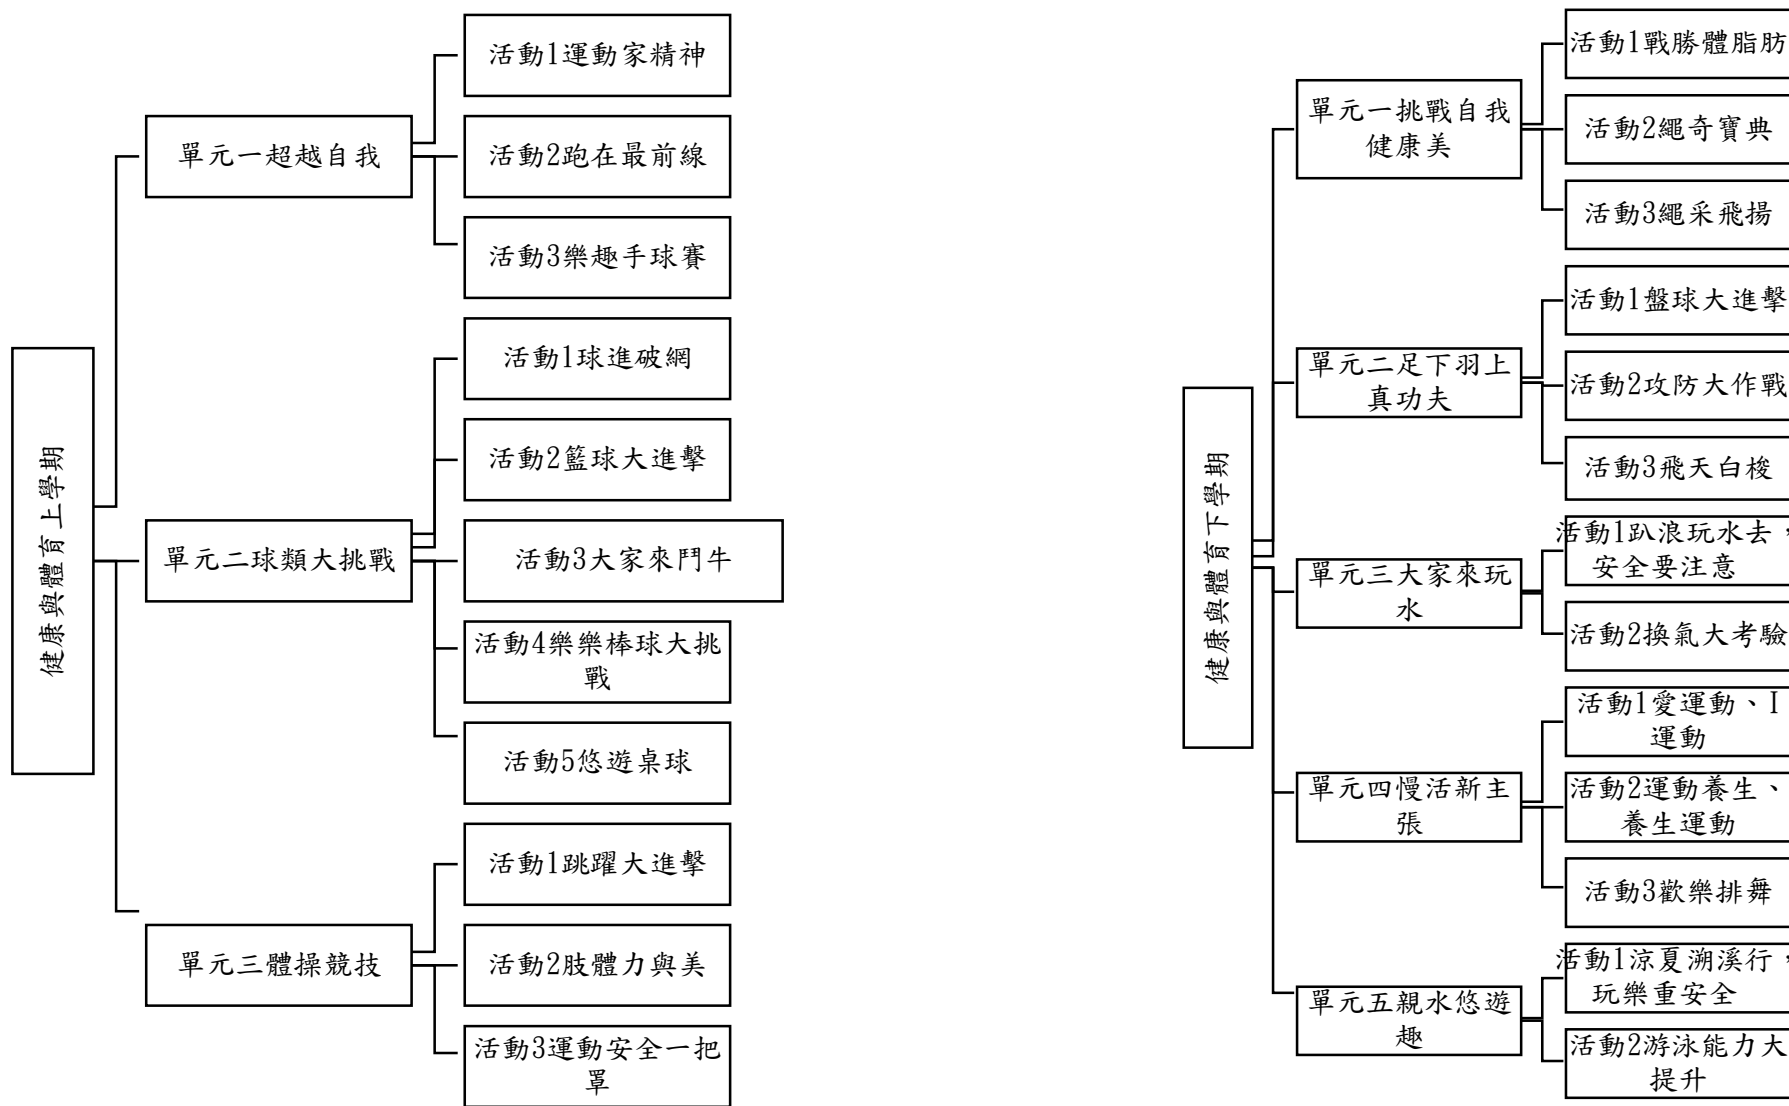 健康與體育上學期
單元一超越自我
活動1運動家精神
活動2跑在最前線
活動3樂趣手球賽
單元二球類大挑戰
活動1球進破網
活動2籃球大進擊
活動3大家來鬥牛
活動4樂樂棒球大挑
戰
活動5悠遊桌球
單元三體操競技
活動1跳躍大進擊
活動2肢體力與美
活動3運動安全一把
罩
健康與體育下學期
單元一挑戰自我
健康美
活動1戰勝體脂肪
活動2繩奇寶典
活動3繩采飛揚
單元二足下羽上
真功夫
活動1盤球大進擊
活動2攻防大作戰
活動3飛天白梭
單元三大家來玩
水
活動1趴浪玩水去，
安全要注意
活動2換氣大考驗
單元四慢活新主
張
活動1愛運動、I
運動
活動2運動養生、
養生運動
活動3歡樂排舞
單元五親水悠遊
趣
活動1涼夏溯溪行，
玩樂重安全
活動2游泳能力大
提升